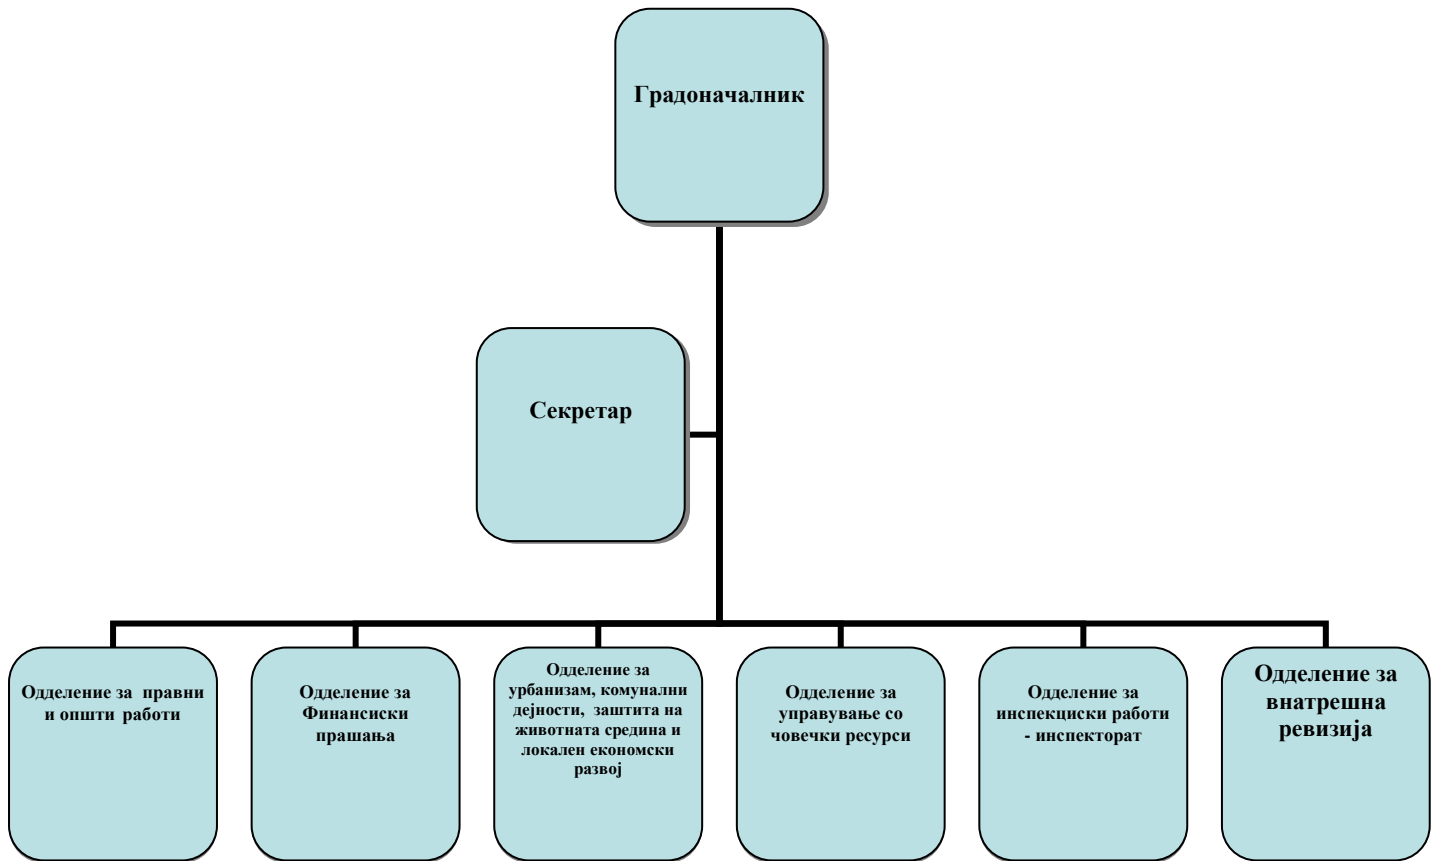 Градоначалник
Секретар
Одделение за правни
и општи работи
Одделение за
Финансиски
прашања
Одделение за
урбанизам, комунални
дејности, заштита на
животната средина и
локален економски
развој
Одделение за
управување со
човечки ресурси
Одделение за
инспекциски работи
- инспекторат
Одделение за
внатрешна
ревизија